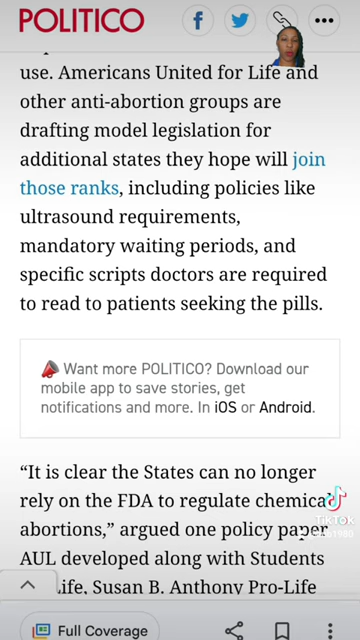 POLITICO
use. Americans United for Life and
other anti-abortion groups are
drafting model legislation for
additional states they hope will join
those ranks, including policies like
ultrasound requirements,
mandatory waiting periods, and
specific scripts doctors are required
to read to patients seeking the pills.
Want more POLITICO? Download our
mobile app to save stories, get
notifications and more. In iOS or Android.
“It is clear the States can no longer
rely on the FDA to regulate chemical
abortions,” argued one policy paper
TikTok
AUL developed along with Students
Life, Susan B. Anthony Pro-Life
Full Coverage